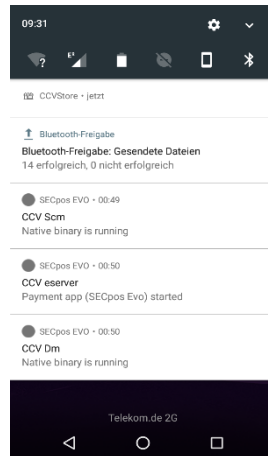 09:31
CCVStore • jetzt
Bluetooth-Freigabe
Bluetooth-Freigabe: Gesendete Dateien
14 erfolgreich, 0 nicht erfolgreich
SECpos EVO • 00:49
CCV Scm
Native binary is running
SECpos EVO • 00:50
CCV eserver
Payment app (SECpos Evo) started
SECpos EVO • 00:50
CCV Dm
Native binary is running
Telekom.de 2G